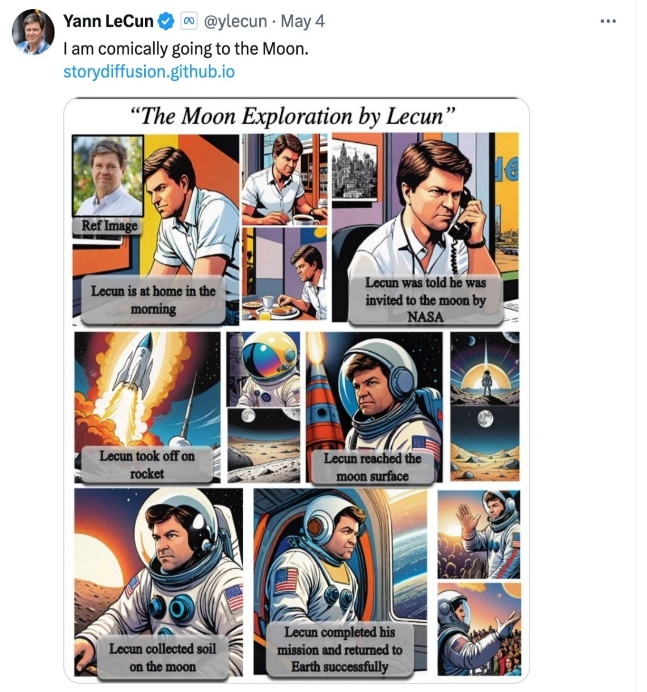 Yann LeCun @ylecun · May 4
I am comically going to the Moon.
storydiffusion.github.io
“The Moon Exploration by Lecun”
Ref Image
Lecun is at home in the
morning
Lecun was told he was
invited to the moon by
NASA
Lecun took off on
rocket
Lecun reached the
moon surface
Lecun collected soil
on the moon
Lecun completed his
mission and returned to
Earth successfully